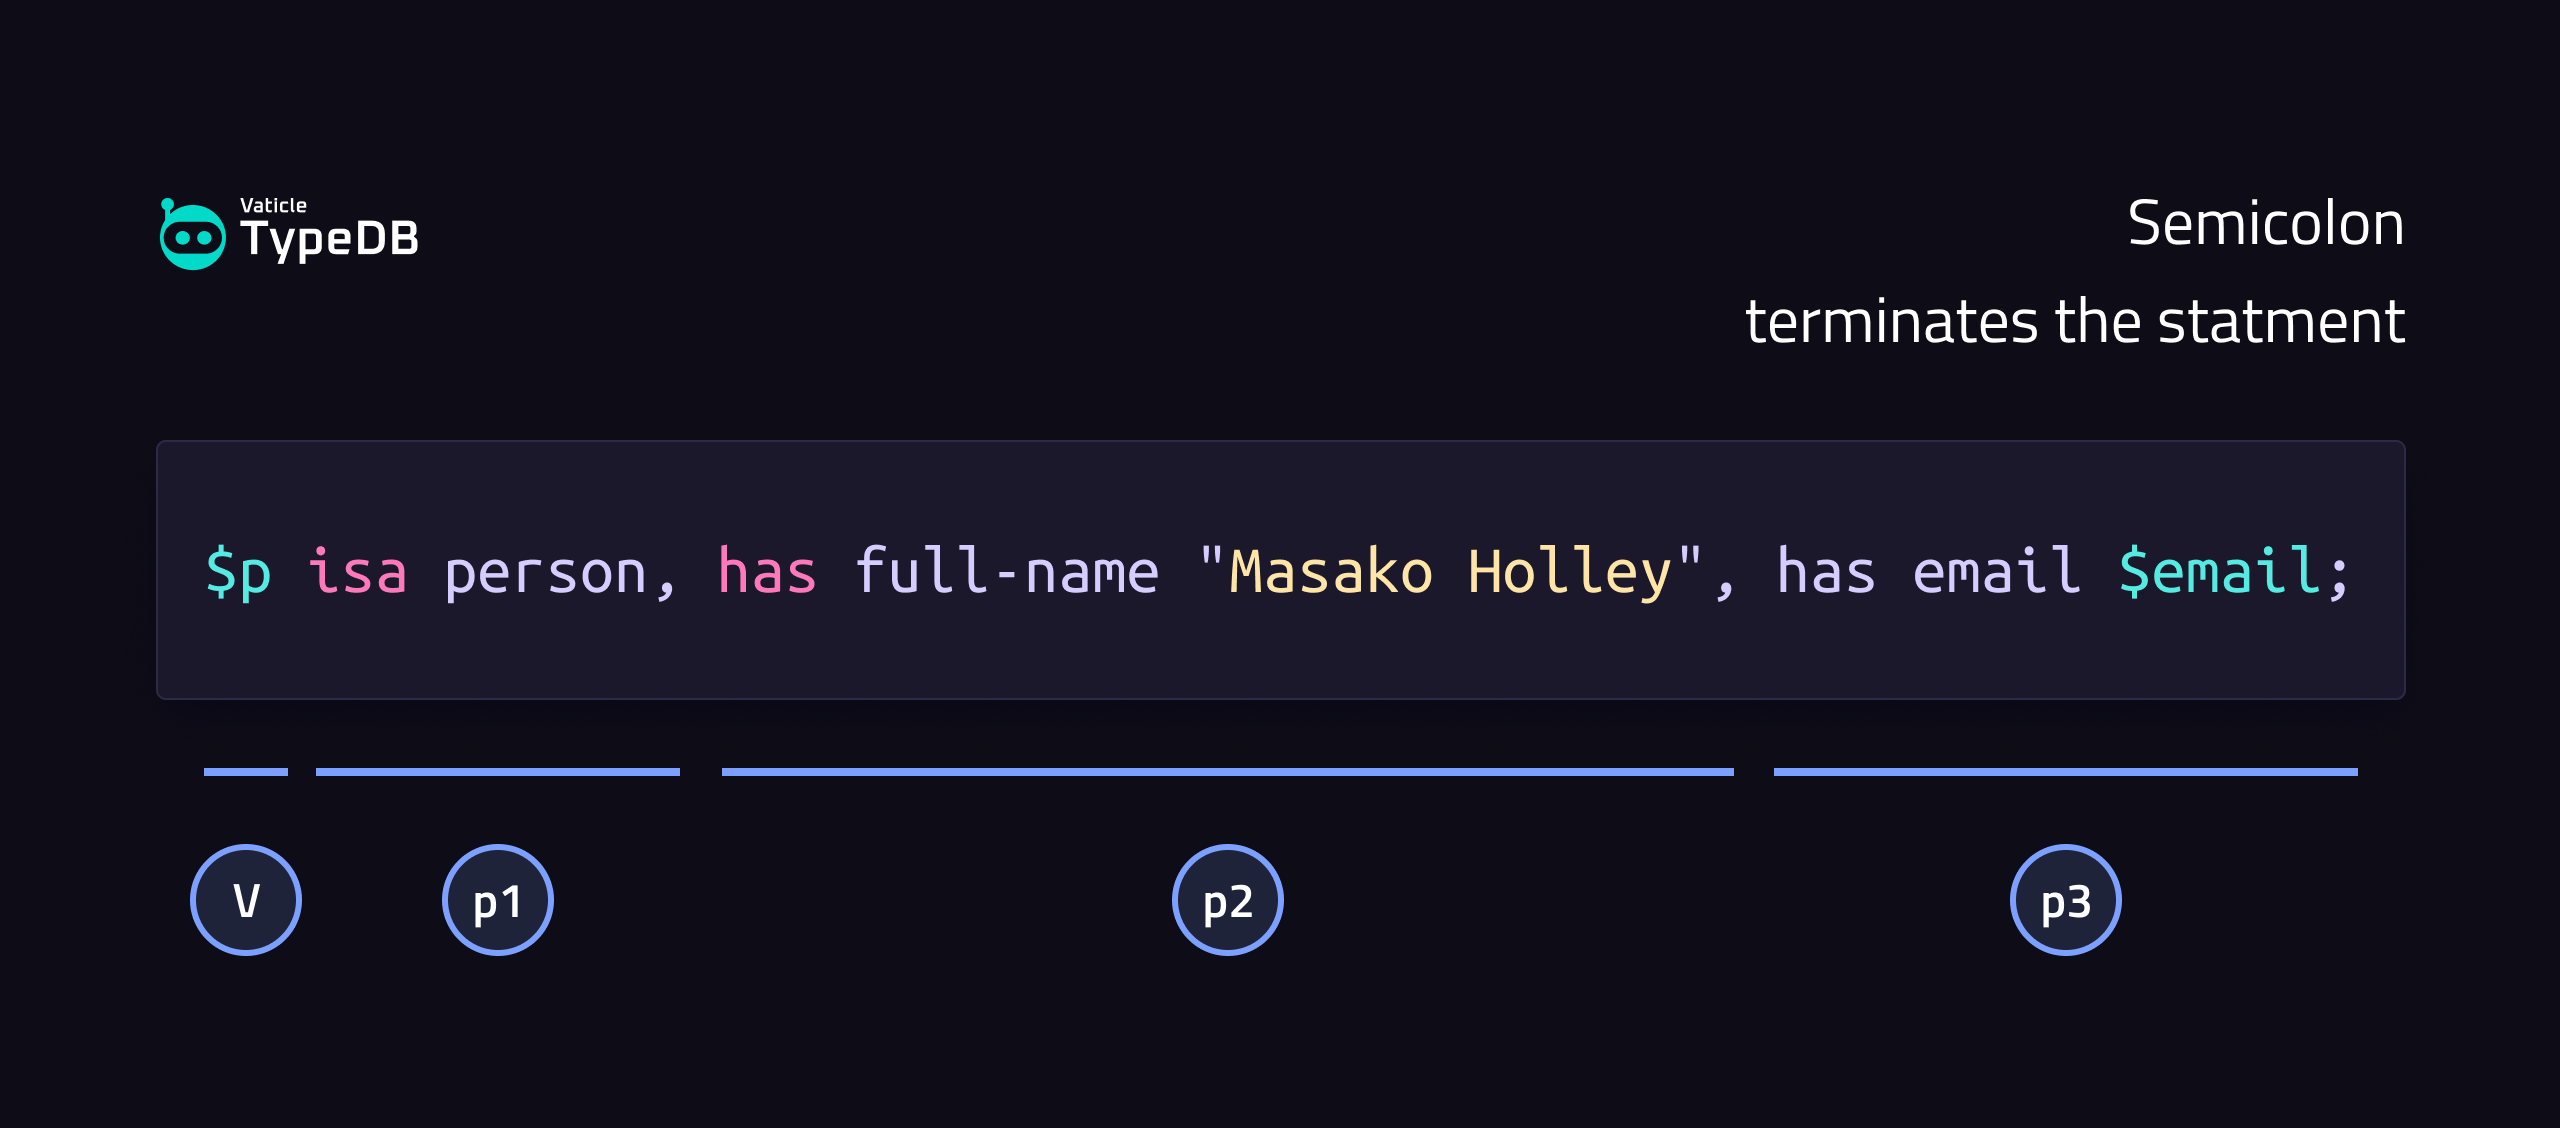 Vaticle
TypeDB
Semicolon
terminates the statment
$p isa person, has full-name "Masako Holley", has email $email;
V p1 p2 p3